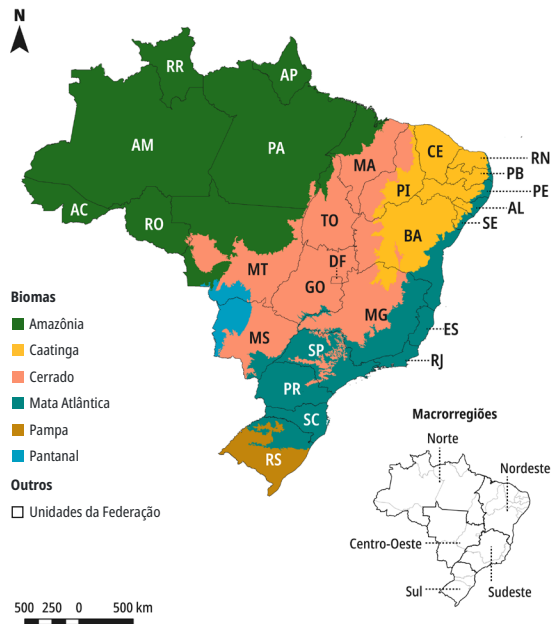 N
RR
AP
AM
PA
MA
CE
RN
PB
PI
PE
AC
AL
RO
TO
SE
BA
MT
DF
GO
MG
MS
ES
SP
RJ
PR
SC
RS
Biomas
Amazônia
Caatinga
Cerrado
Mata Atlântica
Pampa
Pantanal
Outros
Unidades da Federação
500 250 0 500 km
Macrorregiões
Norte
Nordeste
Centro-Oeste
Sul
Sudeste